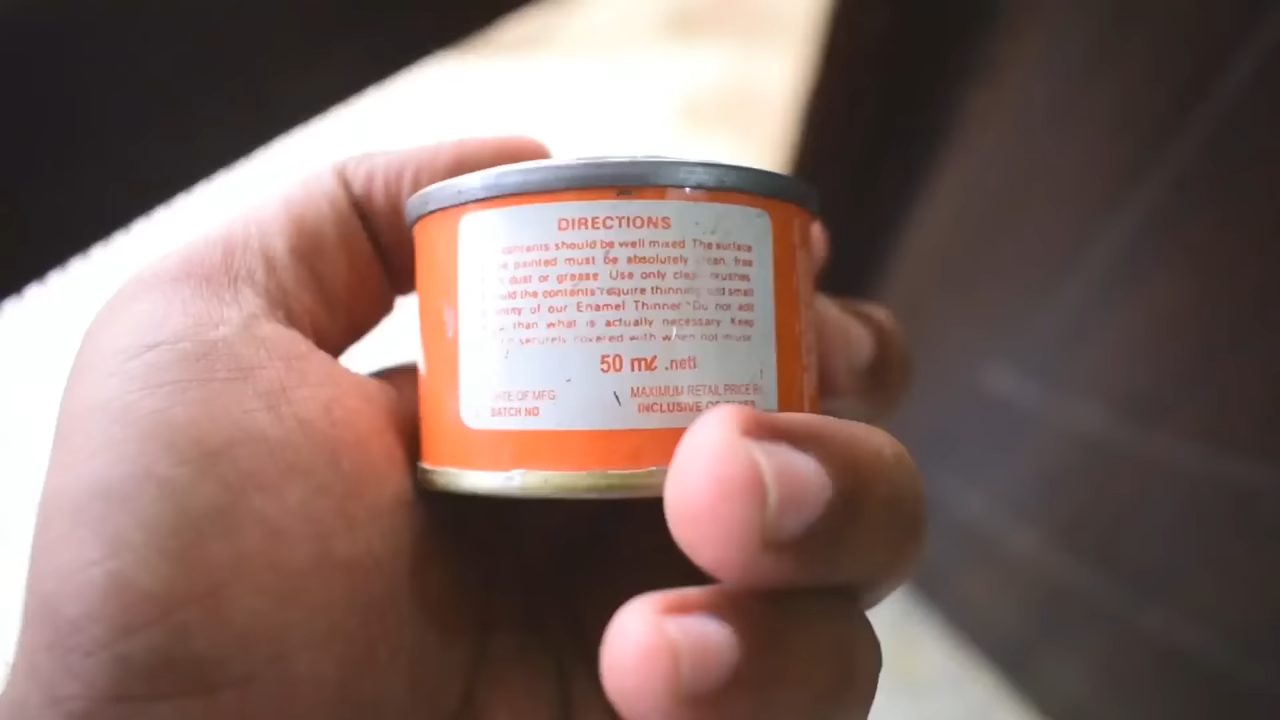 DIRECTIONS
contents should be well mixed The surface
painted must be absolutely clean, free
dust or grease Use only clean brushes
the contents require thinning add small
of our Enamel Thinner Do not add
than what is actually necessary Keep
securely covered with when not in use
50 ml .nett
DATE OF MFG. MAXIMUM RETAIL PRICE
BATCH NO INCLUSIVE OF TAXES